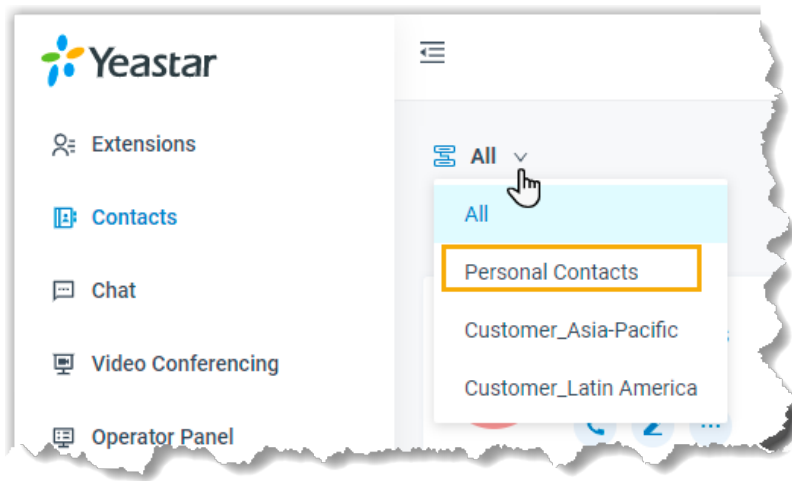 Yeastar
Extensions
Contacts
Chat
Video Conferencing
Operator Panel
All
All
Personal Contacts
Customer_Asia-Pacific
Customer_Latin America